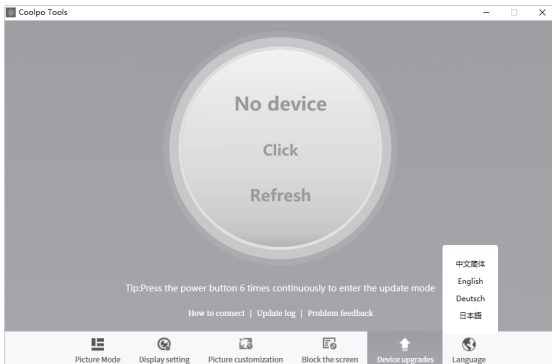 Coolpo Tools
No device
Click
Refresh
中文简体
English
Deutsch
日本語
Tip:Press the power button 6 times continuously to enter the update mode
How to connect | Update log | Problem feedback
Picture Mode
Display setting
Picture customization
Block the screen
Device upgrades
Language